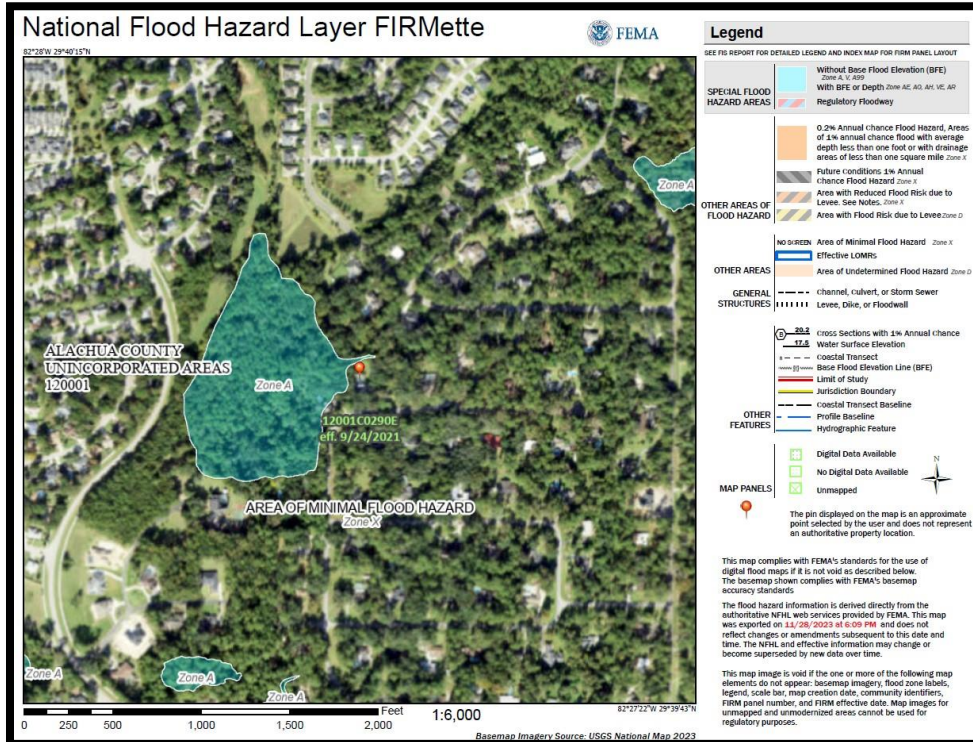 National Flood Hazard Layer FIRMette
FEMA
82°28'W 29°40'15"N
Zone A
ALACHUA COUNTY
UNINCORPORATED AREAS
120001
Zone A
12001C0290E
eff. 9/24/2021
AREA OF MINIMAL FLOOD HAZARD
Zone X
Zone A
Zone A
Zone A
82°27'22"W 29°39'43"N
0 250 500 1,000 1,500 2,000 Feet 1:6,000
Basemap Imagery Source: USGS National Map 2023
Legend
SEE FIS REPORT FOR DETAILED LEGEND AND INDEX MAP FOR FIRM PANEL LAYOUT
SPECIAL FLOOD
HAZARD AREAS
Without Base Flood Elevation (BFE)
Zone A, V, A99
With BFE or Depth Zone AE, AO, AH, VE, AR
Regulatory Floodway
OTHER AREAS OF
FLOOD HAZARD
0.2% Annual Chance Flood Hazard, Areas
of 1% annual chance flood with average
depth less than one foot or with drainage
areas of less than one square mile Zone X
Future Conditions 1% Annual
Chance Flood Hazard Zone X
Area with Reduced Flood Risk due to
Levee. See Notes. Zone X
Area with Flood Risk due to Levee Zone D
OTHER AREAS
NO SCREEN Area of Minimal Flood Hazard Zone X
Effective LOMRs
Area of Undetermined Flood Hazard Zone D
GENERAL
STRUCTURES
Channel, Culvert, or Storm Sewer
Levee, Dike, or Floodwall
OTHER
FEATURES
B 20.2 Cross Sections with 1% Annual Chance
17.5 Water Surface Elevation
8 Coastal Transect
513 Base Flood Elevation Line (BFE)
Limit of Study
Jurisdiction Boundary
Coastal Transect Baseline
Profile Baseline
Hydrographic Feature
MAP PANELS
Digital Data Available
No Digital Data Available
Unmapped
N
The pin displayed on the map is an approximate
point selected by the user and does not represent
an authoritative property location.
This map complies with FEMA's standards for the use of
digital flood maps if it is not void as described below.
The basemap shown complies with FEMA's basemap
accuracy standards
The flood hazard information is derived directly from the
authoritative NFHL web services provided by FEMA. This map
was exported on 11/28/2023 at 6:09 PM and does not
reflect changes or amendments subsequent to this date and
time. The NFHL and effective information may change or
become superseded by new data over time.
This map image is void if the one or more of the following map
elements do not appear: basemap imagery, flood zone labels,
legend, scale bar, map creation date, community identifiers,
FIRM panel number, and FIRM effective date. Map images for
unmapped and unmodernized areas cannot be used for
regulatory purposes.